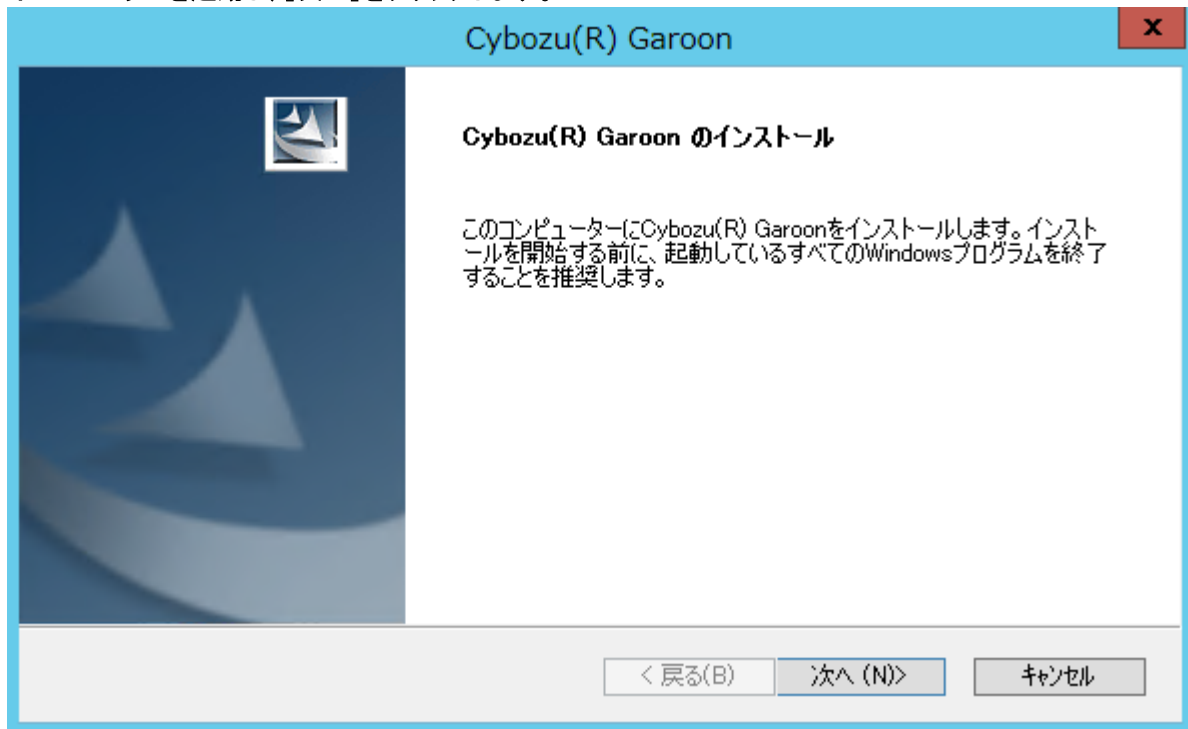 Cybozu(R) Garoon
x
Cybozu(R) Garoon のインストール
このコンピューターにCybozu(R) Garoonをインストールします。インスト
ールを開始する前に、起動しているすべてのWindowsプログラムを終了
することを推奨します。
< 戻る(B)
次へ (N)>
キャンセル